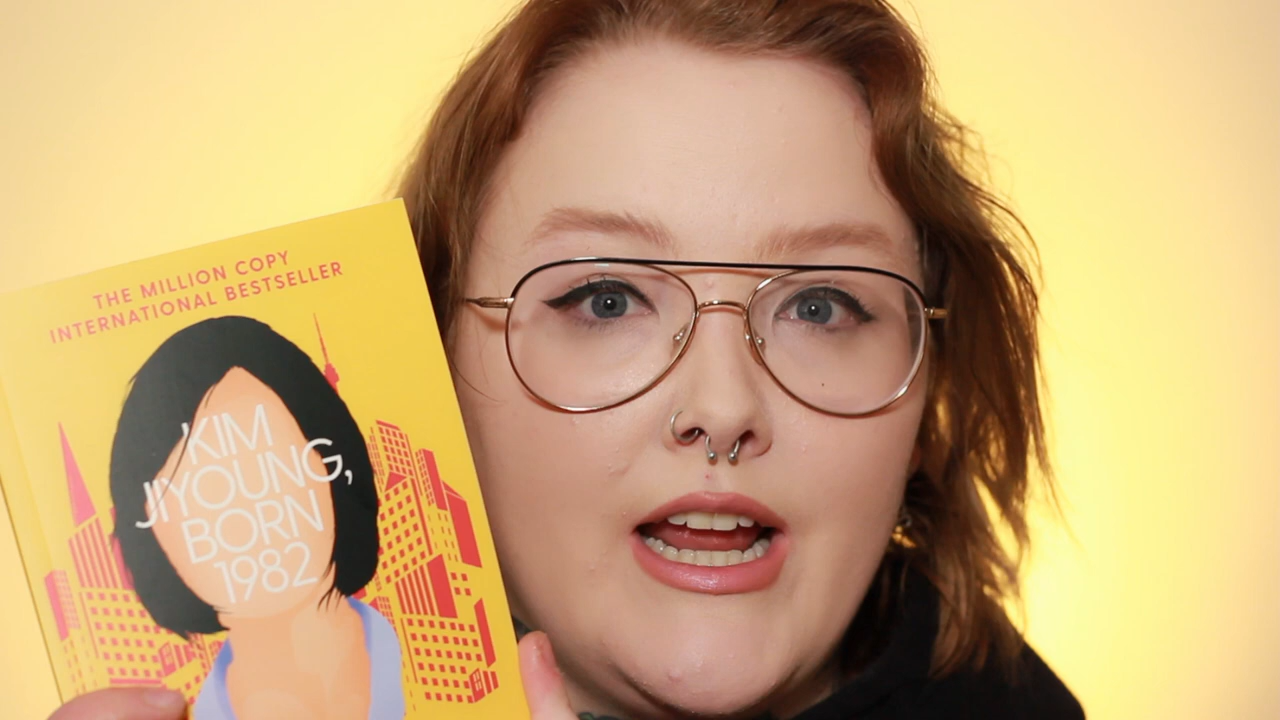 THE MILLION COPY
INTERNATIONAL BESTSELLER
KIM
JIYOUNG,
BORN
1982